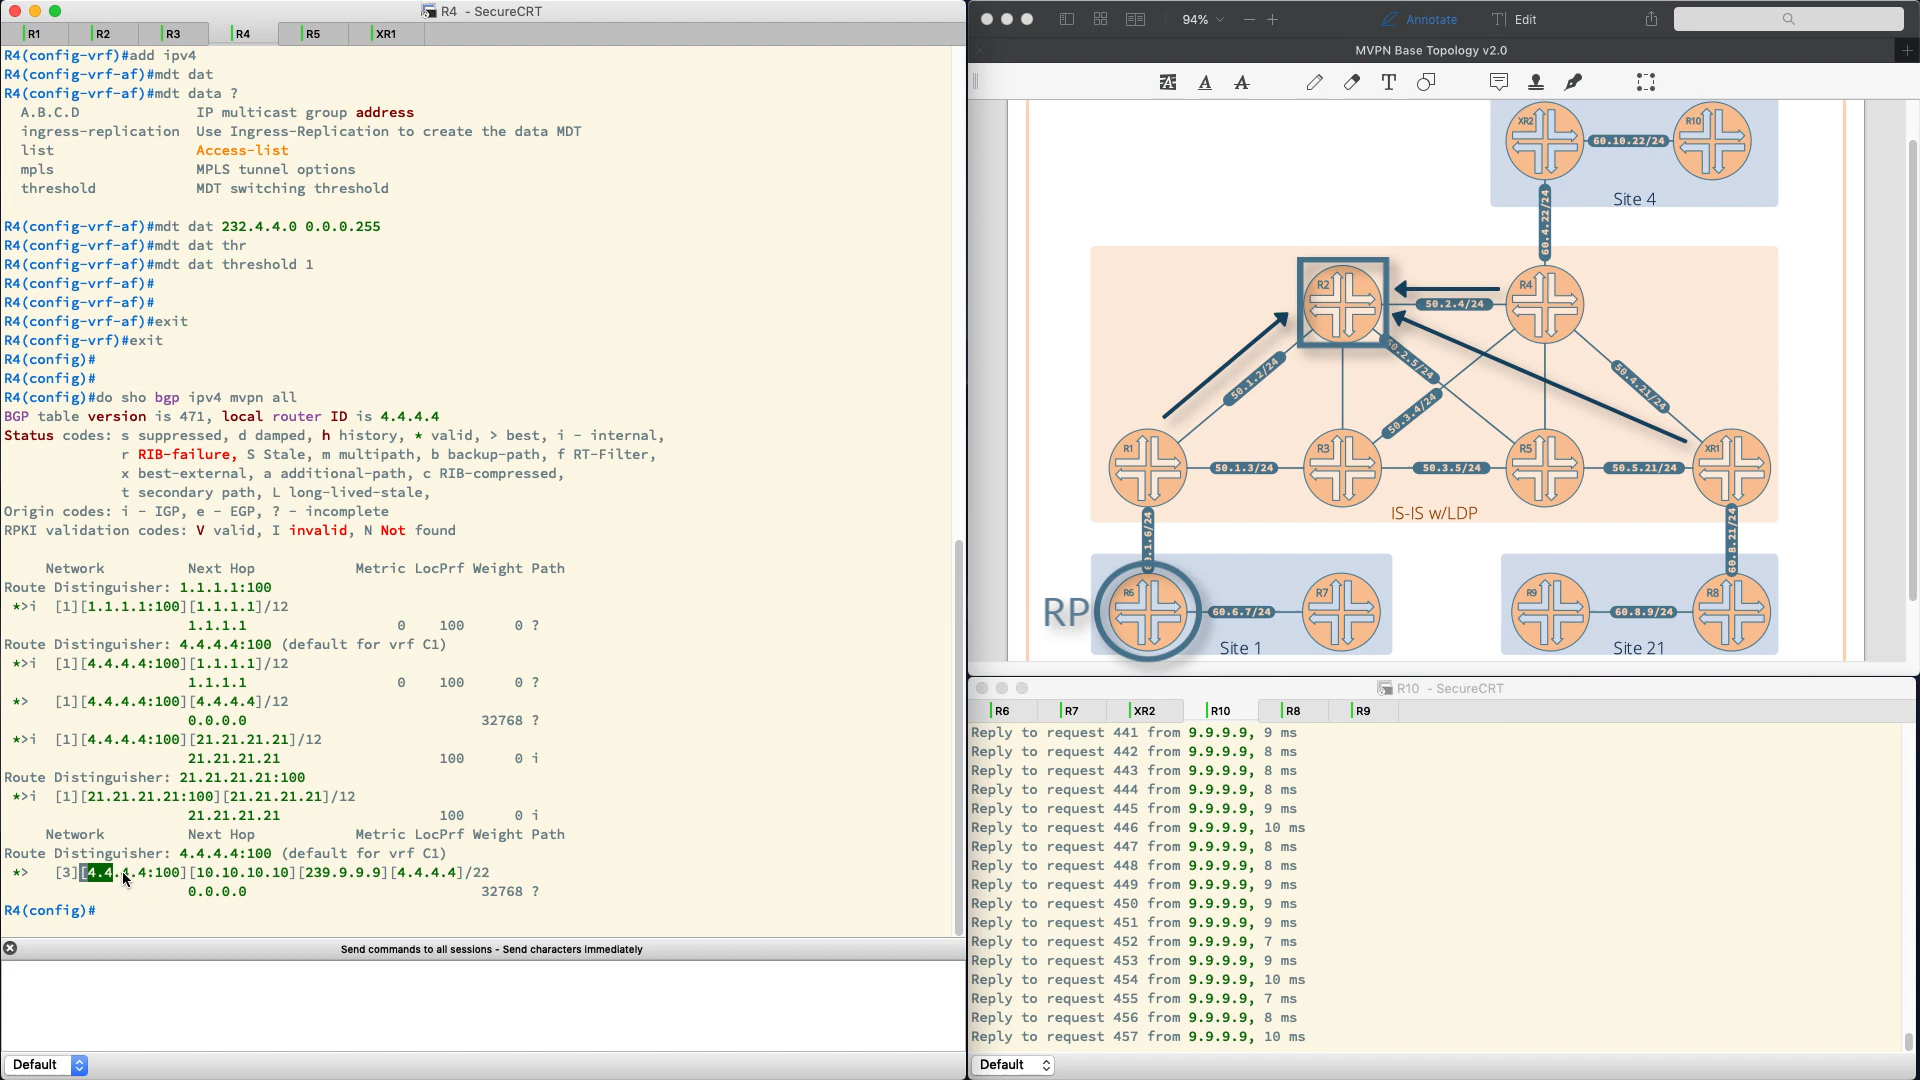 R4 - SecureCRT
R1 R2 R3 R4 R5 XR1
R4(config-vrf)#add ipv4
R4(config-vrf-af)#mdt dat
R4(config-vrf-af)#mdt data ?
A.B.C.D IP multicast group address
ingress-replication Use Ingress-Replication to create the data MDT
list Access-list
mpls MPLS tunnel options
threshold MDT switching threshold
R4(config-vrf-af)#mdt dat 232.4.4.0 0.0.0.255
R4(config-vrf-af)#mdt dat thr
R4(config-vrf-af)#mdt dat threshold 1
R4(config-vrf-af)#
R4(config-vrf-af)#
R4(config-vrf-af)#exit
R4(config-vrf)#exit
R4(config)#
R4(config)#
R4(config)#do sho bgp ipv4 mvpn all
BGP table version is 471, local router ID is 4.4.4.4
Status codes: s suppressed, d damped, h history, * valid, > best, i - internal,
r RIB-failure, S Stale, m multipath, b backup-path, f RT-Filter,
x best-external, a additional-path, c RIB-compressed,
t secondary path, L long-lived-stale,
Origin codes: i - IGP, e - EGP, ? - incomplete
RPKI validation codes: V valid, I invalid, N Not found
Network Next Hop Metric LocPrf Weight Path
Route Distinguisher: 1.1.1.1:100
*>i [1][1.1.1.1:100][1.1.1.1]/12
1.1.1.1 0 100 0 ?
Route Distinguisher: 4.4.4.4:100 (default for vrf C1)
*>i [1][4.4.4.4:100][1.1.1.1]/12
1.1.1.1 0 100 0 ?
*> [1][4.4.4.4:100][4.4.4.4]/12
0.0.0.0 32768 ?
*>i [1][4.4.4.4:100][21.21.21.21]/12
21.21.21.21 100 0 i
Route Distinguisher: 21.21.21.21:100
*>i [1][21.21.21.21:100][21.21.21.21]/12
21.21.21.21 100 0 i
Network Next Hop Metric LocPrf Weight Path
Route Distinguisher: 4.4.4.4:100 (default for vrf C1)
*> [3][4.4.4.4:100][10.10.10.10][239.9.9.9][4.4.4.4]/22
0.0.0.0 32768 ?
R4(config)#
Send commands to all sessions - Send characters immediately
Default
94% Annotate Edit
MVPN Base Topology v2.0
XR2 60.10.22/24 R10
Site 4
60.4.22/24
R2 50.2.4/24 R4
50.1.2/24 50.2.5/24 50.3.4/24 50.4.21/24
R1 50.1.3/24 R3 50.3.5/24 R5 50.5.21/24 XR1
IS-IS w/LDP
.1.6/24 60.8.21/24
RP R6 60.6.7/24 R7 R9 60.8.9/24 R8
Site 1 Site 21
R10 - SecureCRT
R6 R7 XR2 R10 R8 R9
Reply to request 441 from 9.9.9.9, 9 ms
Reply to request 442 from 9.9.9.9, 8 ms
Reply to request 443 from 9.9.9.9, 8 ms
Reply to request 444 from 9.9.9.9, 8 ms
Reply to request 445 from 9.9.9.9, 9 ms
Reply to request 446 from 9.9.9.9, 10 ms
Reply to request 447 from 9.9.9.9, 8 ms
Reply to request 448 from 9.9.9.9, 8 ms
Reply to request 449 from 9.9.9.9, 9 ms
Reply to request 450 from 9.9.9.9, 9 ms
Reply to request 451 from 9.9.9.9, 9 ms
Reply to request 452 from 9.9.9.9, 7 ms
Reply to request 453 from 9.9.9.9, 9 ms
Reply to request 454 from 9.9.9.9, 10 ms
Reply to request 455 from 9.9.9.9, 7 ms
Reply to request 456 from 9.9.9.9, 8 ms
Reply to request 457 from 9.9.9.9, 10 ms
Default